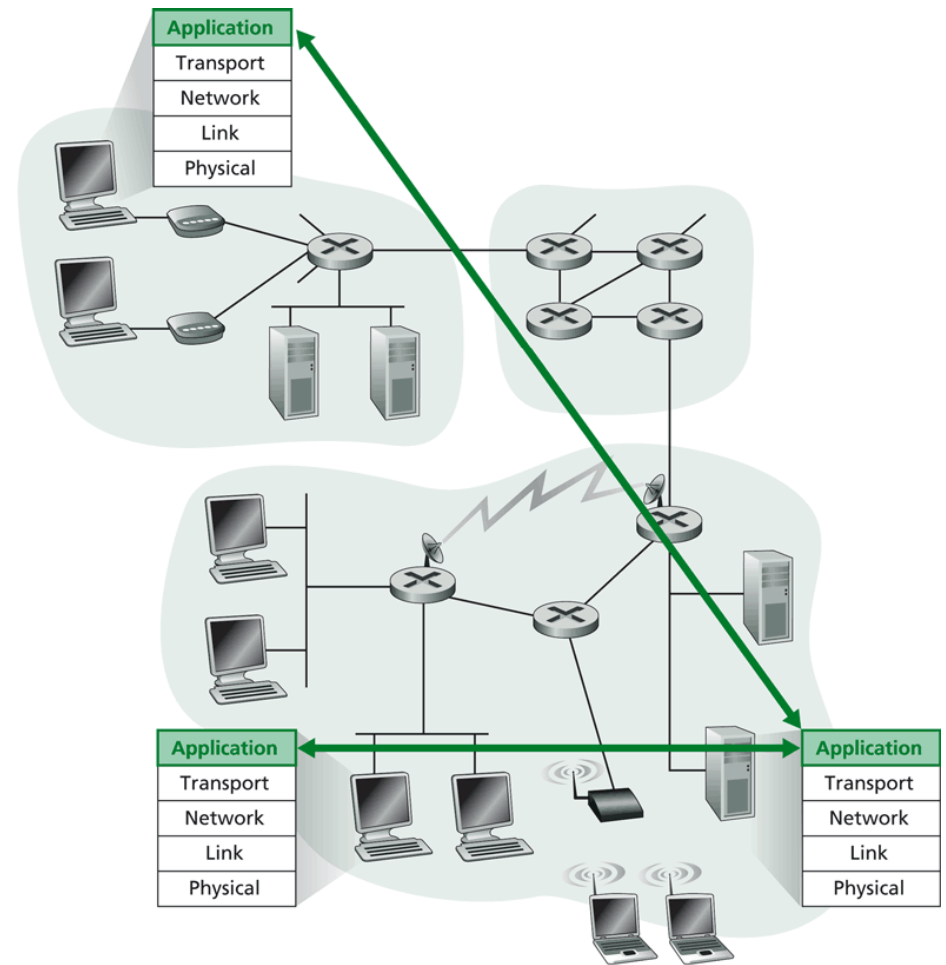 Application
Transport
Network
Link
Physical
Application
Transport
Network
Link
Physical
Application
Transport
Network
Link
Physical